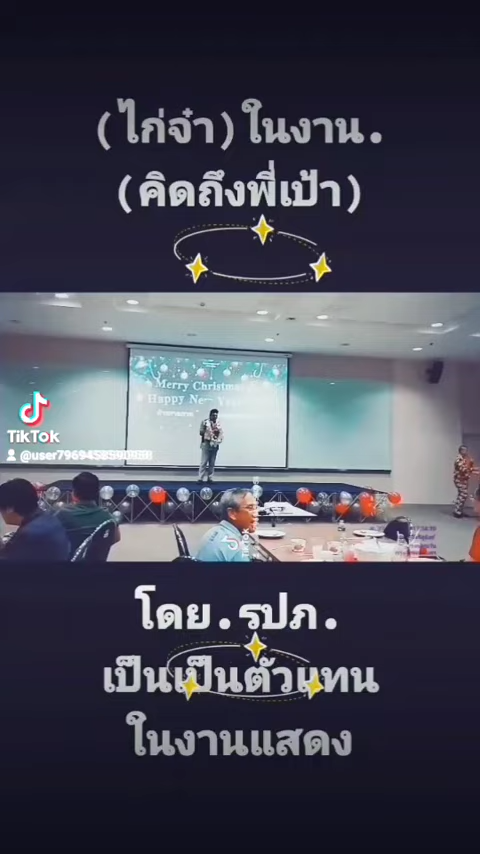 (ไก่จ๋า)ในงาน.
(คิดถึงพี่เป้า)
Merry Christmas
Happy New Year
TikTok
@user7969458590958
โดย.รปภ.
เป็นเป็นตัวแทน
ในงานแสดง